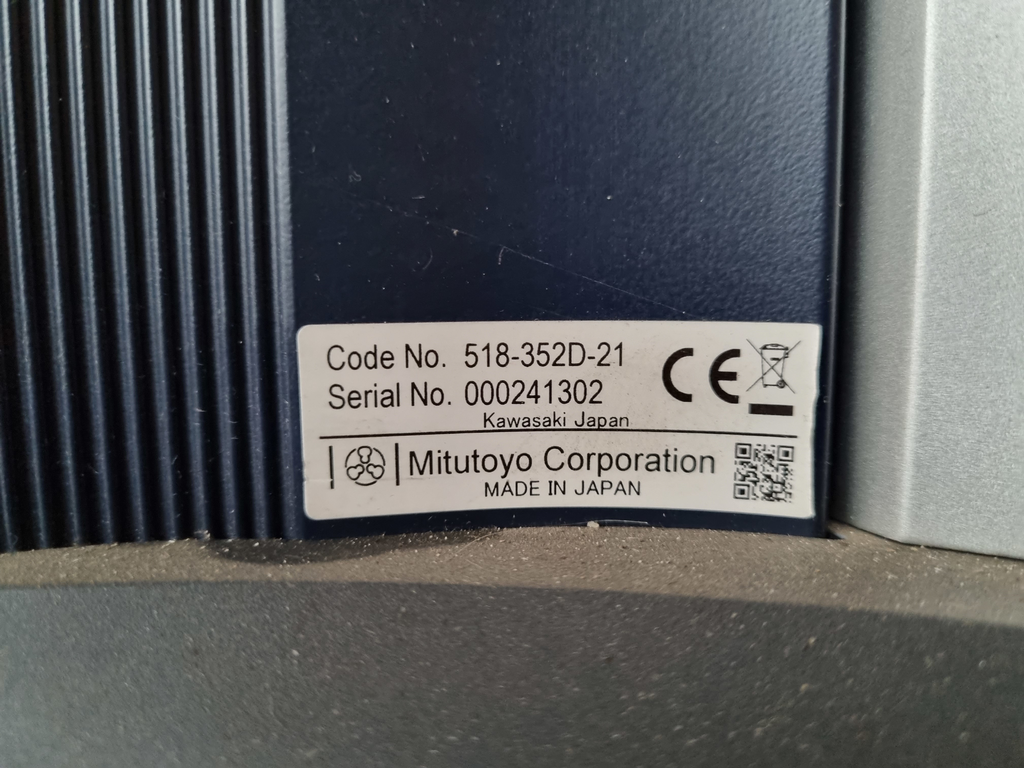 Code No. 518-352D-21
Serial No. 000241302
Kawasaki Japan
CE
Mitutoyo Corporation
MADE IN JAPAN